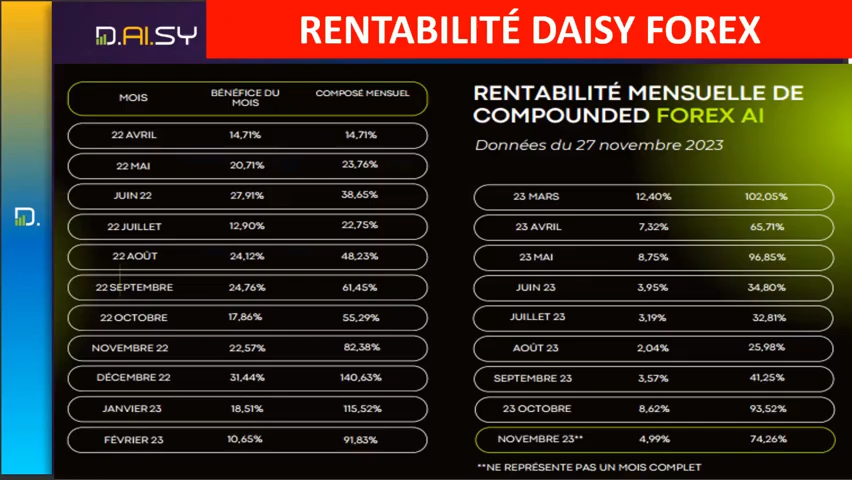 D.AI.SY
RENTABILITÉ DAISY FOREX
D.
MOIS BÉNÉFICE DU MOIS COMPOSÉ MENSUEL
22 AVRIL 14,71% 14,71%
22 MAI 20,71% 23,76%
JUIN 22 27,91% 38,65%
22 JUILLET 12,90% 22,75%
22 AOÛT 24,12% 48,23%
22 SEPTEMBRE 24,76% 61,45%
22 OCTOBRE 17,86% 55,29%
NOVEMBRE 22 22,57% 82,38%
DÉCEMBRE 22 31,44% 140,63%
JANVIER 23 18,51% 115,52%
FÉVRIER 23 10,65% 91,83%
RENTABILITÉ MENSUELLE DE
COMPOUNDED FOREX AI
Données du 27 novembre 2023
23 MARS 12,40% 102,05%
23 AVRIL 7,32% 65,71%
23 MAI 8,75% 96,85%
JUIN 23 3,95% 34,80%
JUILLET 23 3,19% 32,81%
AOÛT 23 2,04% 25,98%
SEPTEMBRE 23 3,57% 41,25%
23 OCTOBRE 8,62% 93,52%
NOVEMBRE 23** 4,99% 74,26%
**NE REPRÉSENTE PAS UN MOIS COMPLET